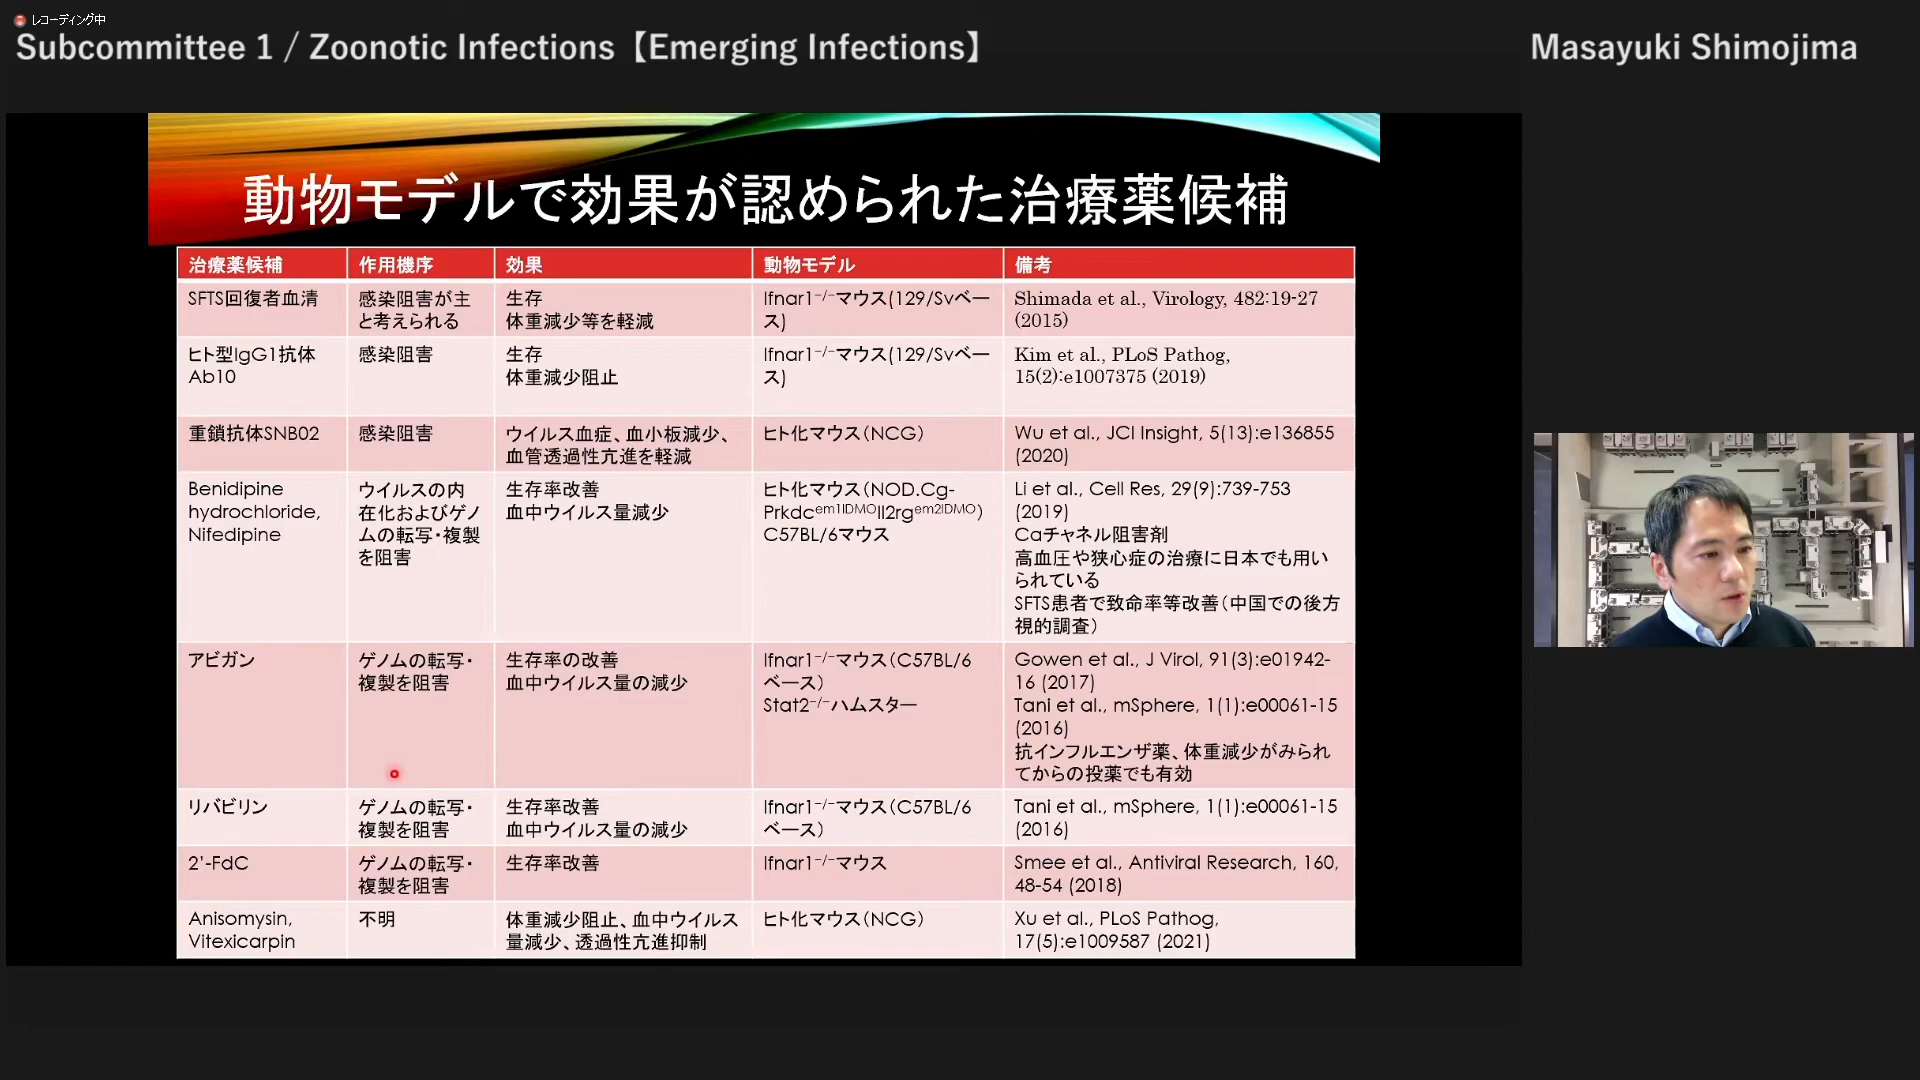 レコーディング中
Subcommittee 1 / Zoonotic Infections【Emerging Infections】
Masayuki Shimojima
動物モデルで効果が認められた治療薬候補
治療薬候補
作用機序
効果
動物モデル
備考
SFTS回復者血清
感染阻害が主
と考えられる
生存
体重減少等を軽減
Ifnar1⁻/⁻マウス(129/Svベー
ス)
Shimada et al., Virology, 482:19-27
(2015)
ヒト型IgG1抗体
Ab10
感染阻害
生存
体重減少阻止
Ifnar1⁻/⁻マウス(129/Svベー
ス)
Kim et al., PLoS Pathog,
15(2):e1007375 (2019)
重鎖抗体SNB02
感染阻害
ウイルス血症、血小板減少、
血管透過性亢進を軽減
ヒト化マウス（NCG）
Wu et al., JCI Insight, 5(13):e136855
(2020)
Benidipine
hydrochloride,
Nifedipine
ウイルスの内
在化およびゲノ
ムの転写・複製
を阻害
生存率改善
血中ウイルス量減少
ヒト化マウス（NOD.Cg-
Prkdcem1IDMOIl2rgem2IDMO）
C57BL/6マウス
Li et al., Cell Res, 29(9):739-753
(2019)
Caチャネル阻害剤
高血圧や狭心症の治療に日本でも用い
られている
SFTS患者で致命率等改善（中国での後方
視的調査）
アビガン
ゲノムの転写・
複製を阻害
生存率の改善
血中ウイルス量の減少
Ifnar1⁻/⁻マウス（C57BL/6
ベース）
Stat2⁻/⁻ハムスター
Gowen et al., J Virol, 91(3):e01942-
16 (2017)
Tani et al., mSphere, 1(1):e00061-15
(2016)
抗インフルエンザ薬、体重減少がみられ
てからの投薬でも有効
リバビリン
ゲノムの転写・
複製を阻害
生存率改善
血中ウイルス量の減少
Ifnar1⁻/⁻マウス（C57BL/6
ベース）
Tani et al., mSphere, 1(1):e00061-15
(2016)
2'-FdC
ゲノムの転写・
複製を阻害
生存率改善
Ifnar1⁻/⁻マウス
Smee et al., Antiviral Research, 160,
48-54 (2018)
Anisomysin,
Vitexicarpin
不明
体重減少阻止、血中ウイルス
量減少、透過性亢進抑制
ヒト化マウス（NCG）
Xu et al., PLoS Pathog,
17(5):e1009587 (2021)